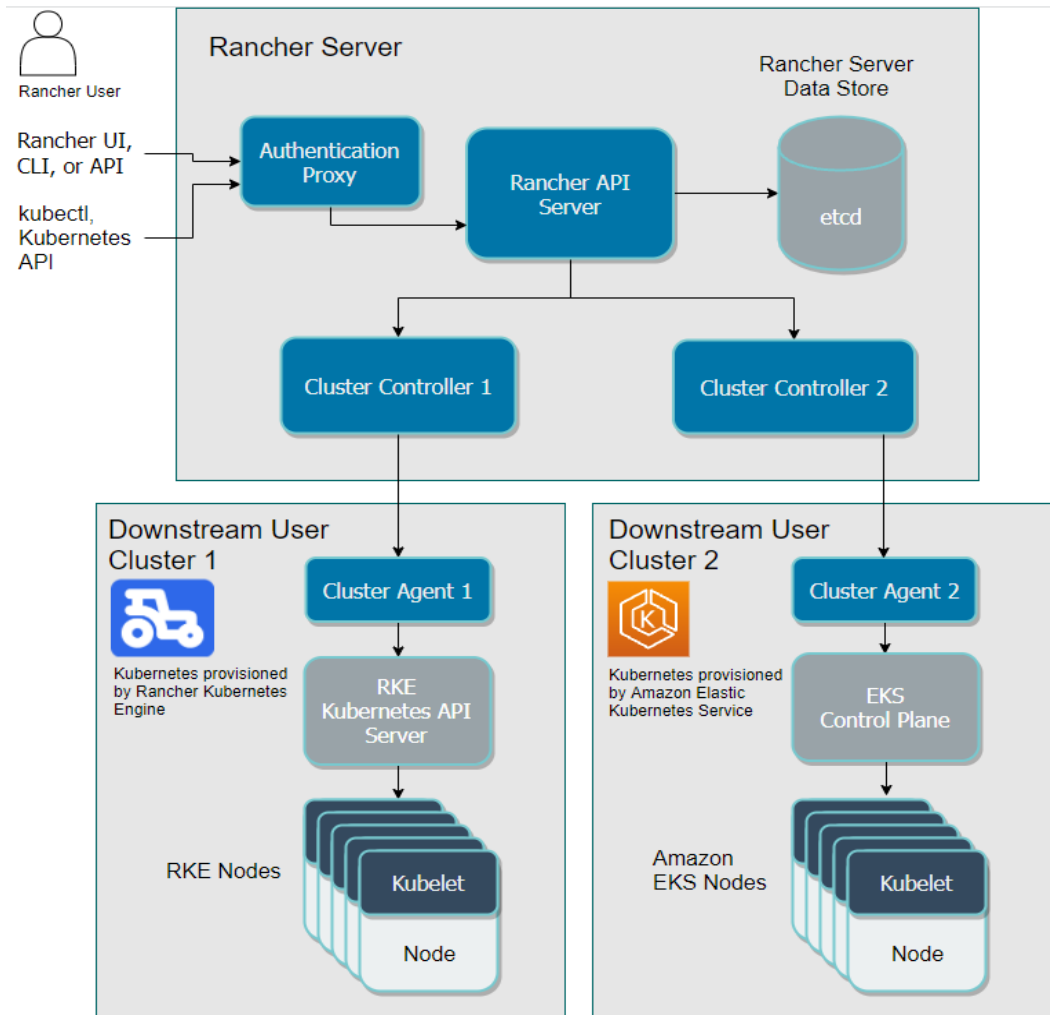 Rancher Server
Rancher User
Rancher Server
Data Store
Rancher UI,
CLI, or API
Authentication
Proxy
Rancher API
Server
etcd
kubectl,
Kubernetes
API
Cluster Controller 1
Cluster Controller 2
Downstream User
Cluster 1
Cluster Agent 1
Kubernetes provisioned
by Rancher Kubernetes
Engine
RKE
Kubernetes API
Server
RKE Nodes
Kubelet
Node
Downstream User
Cluster 2
Cluster Agent 2
K
Kubernetes provisioned
by Amazon Elastic
Kubernetes Service
EKS
Control Plane
Amazon
EKS Nodes
Kubelet
Node